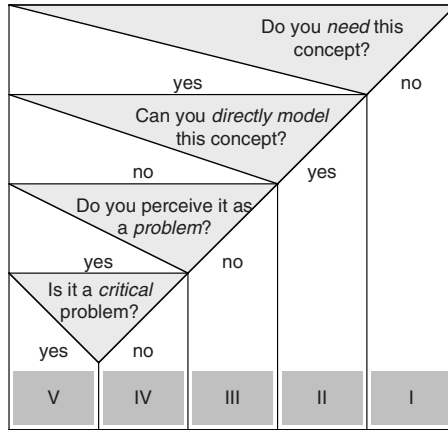 Do you need this
concept?
yes
no
Can you directly model
this concept?
no
yes
Do you perceive it as
a problem?
yes
no
Is it a critical
problem?
yes
no
V
IV
III
II
I